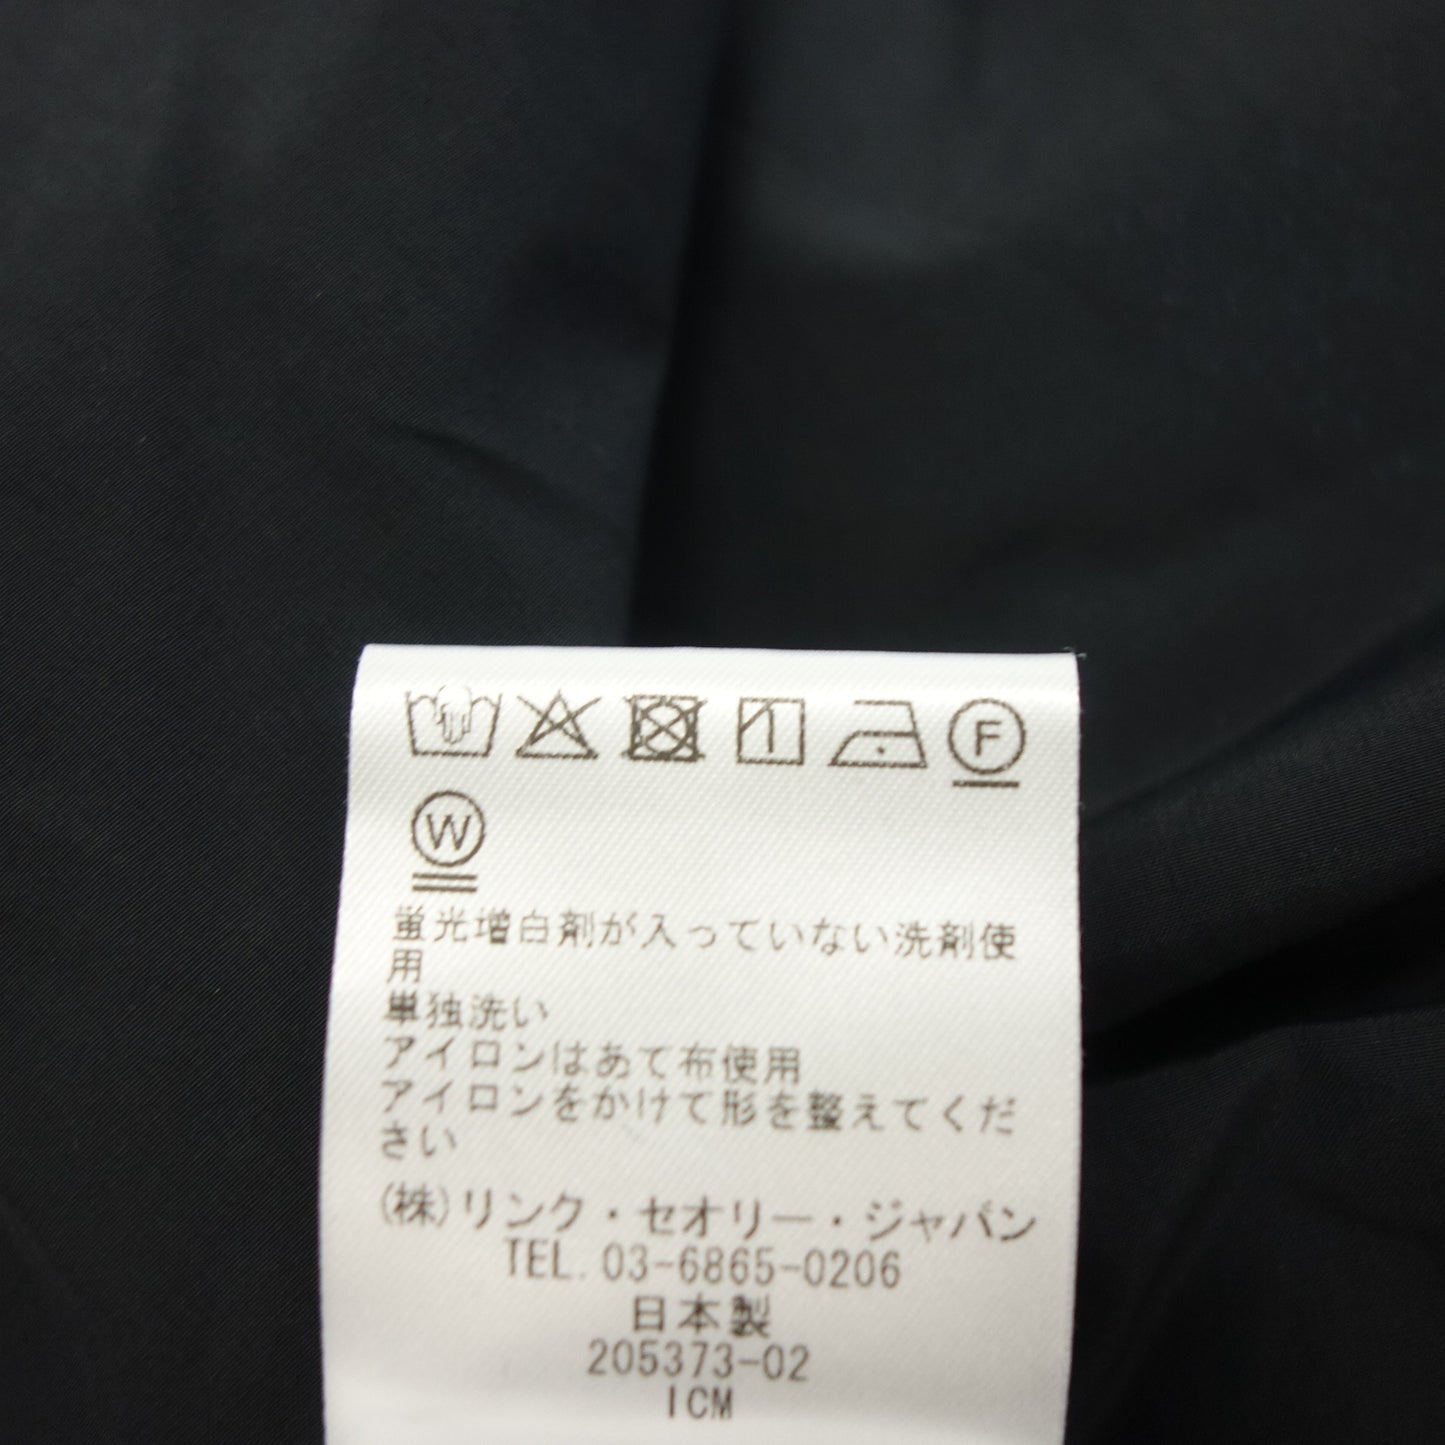 F
W
蛍光増白剤が入っていない洗剤使
用
単独洗い
アイロンはあて布使用
アイロンをかけて形を整えてくだ
さい
(株)リンク・セオリー・ジャパン
TEL. 03-6865-0206
日本製
205373-02
ICM